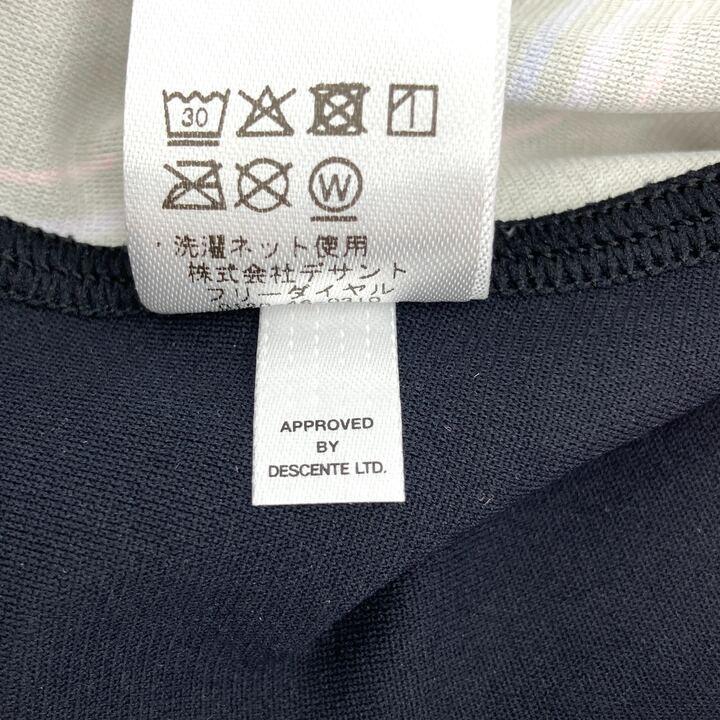 30
W
・洗濯ネット使用
株式会社デサント
フリーダイヤル
APPROVED
BY
DESCENTE LTD.